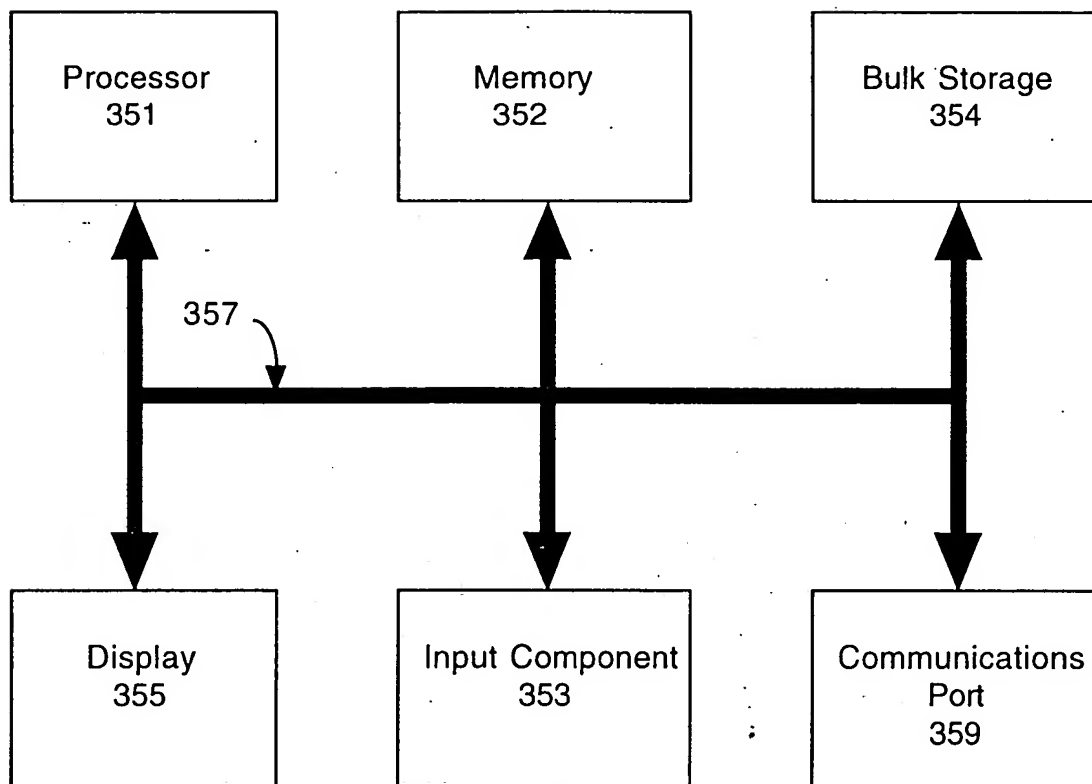 Processor
351
Memory
352
Bulk Storage
354
357
Display
355
Input Component
353
Communications
Port
359